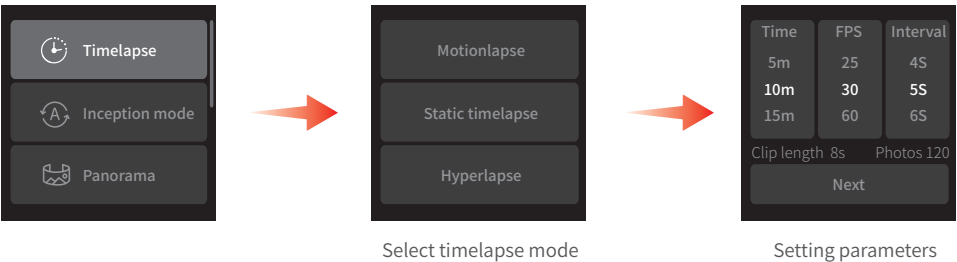 Timelapse
Inception mode
Panorama
Motionlapse
Static timelapse
Hyperlapse
Select timelapse mode
Time FPS Interval
5m 25 4S
10m 30 5S
15m 60 6S
Clip length 8s Photos 120
Next
Setting parameters